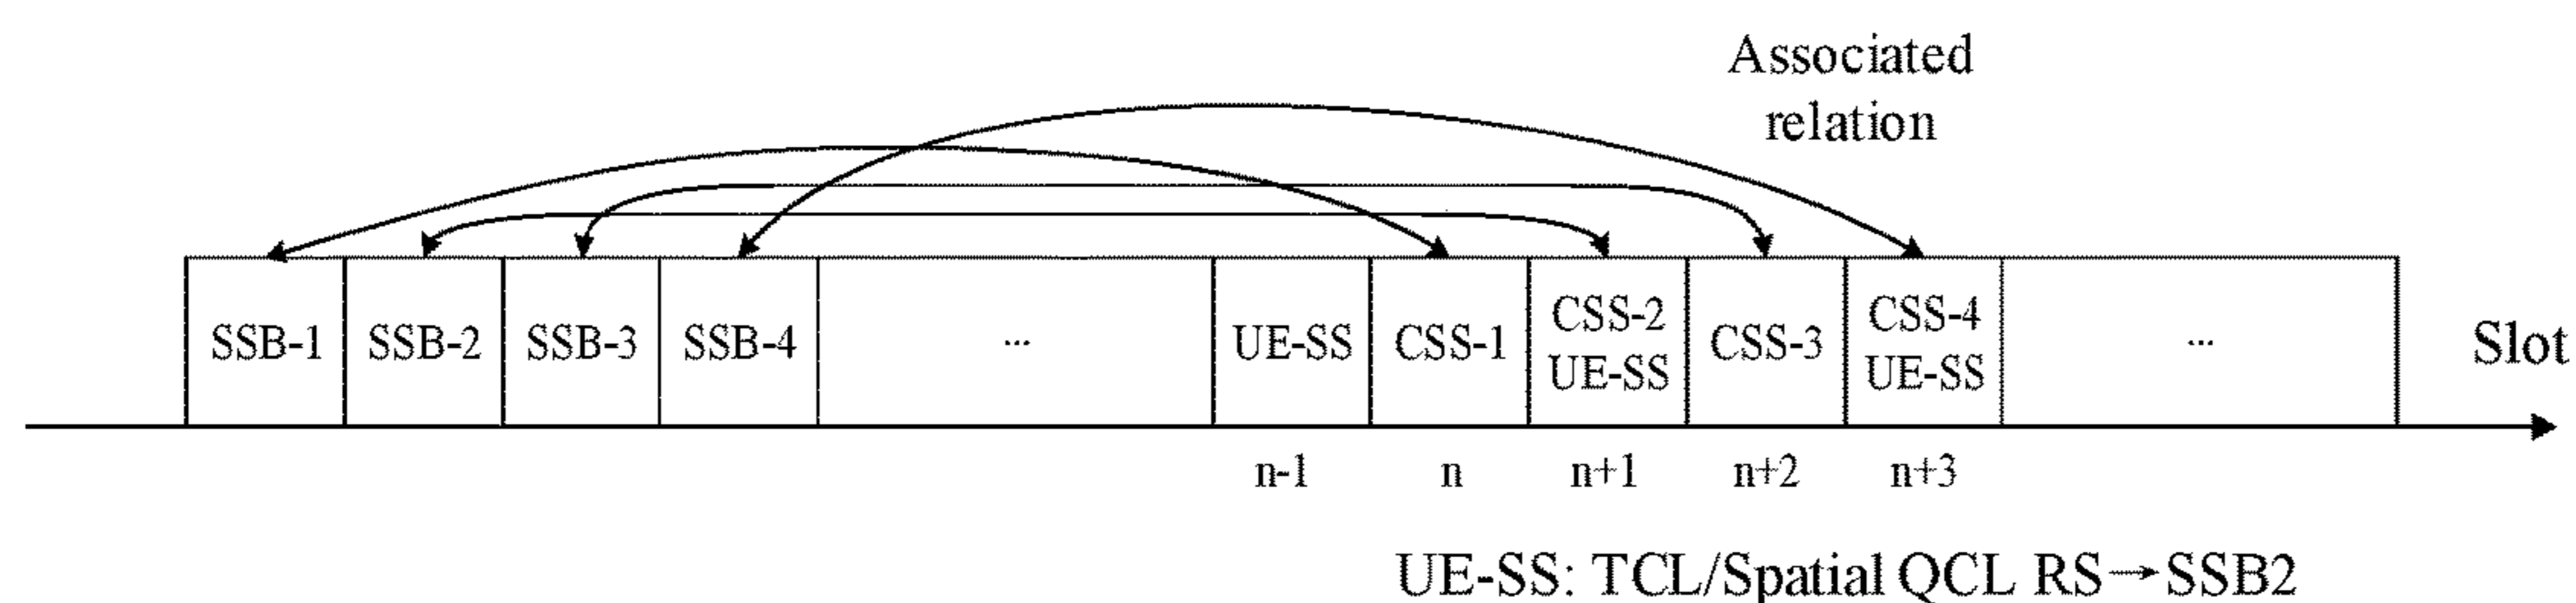 Associated
relation
SSB-1 SSB-2 SSB-3 SSB-4 ... UE-SS CSS-1 CSS-2 UE-SS CSS-3 CSS-4 UE-SS ... Slot
n-1 n n+1 n+2 n+3
UE-SS: TCL/Spatial QCL RS→SSB2